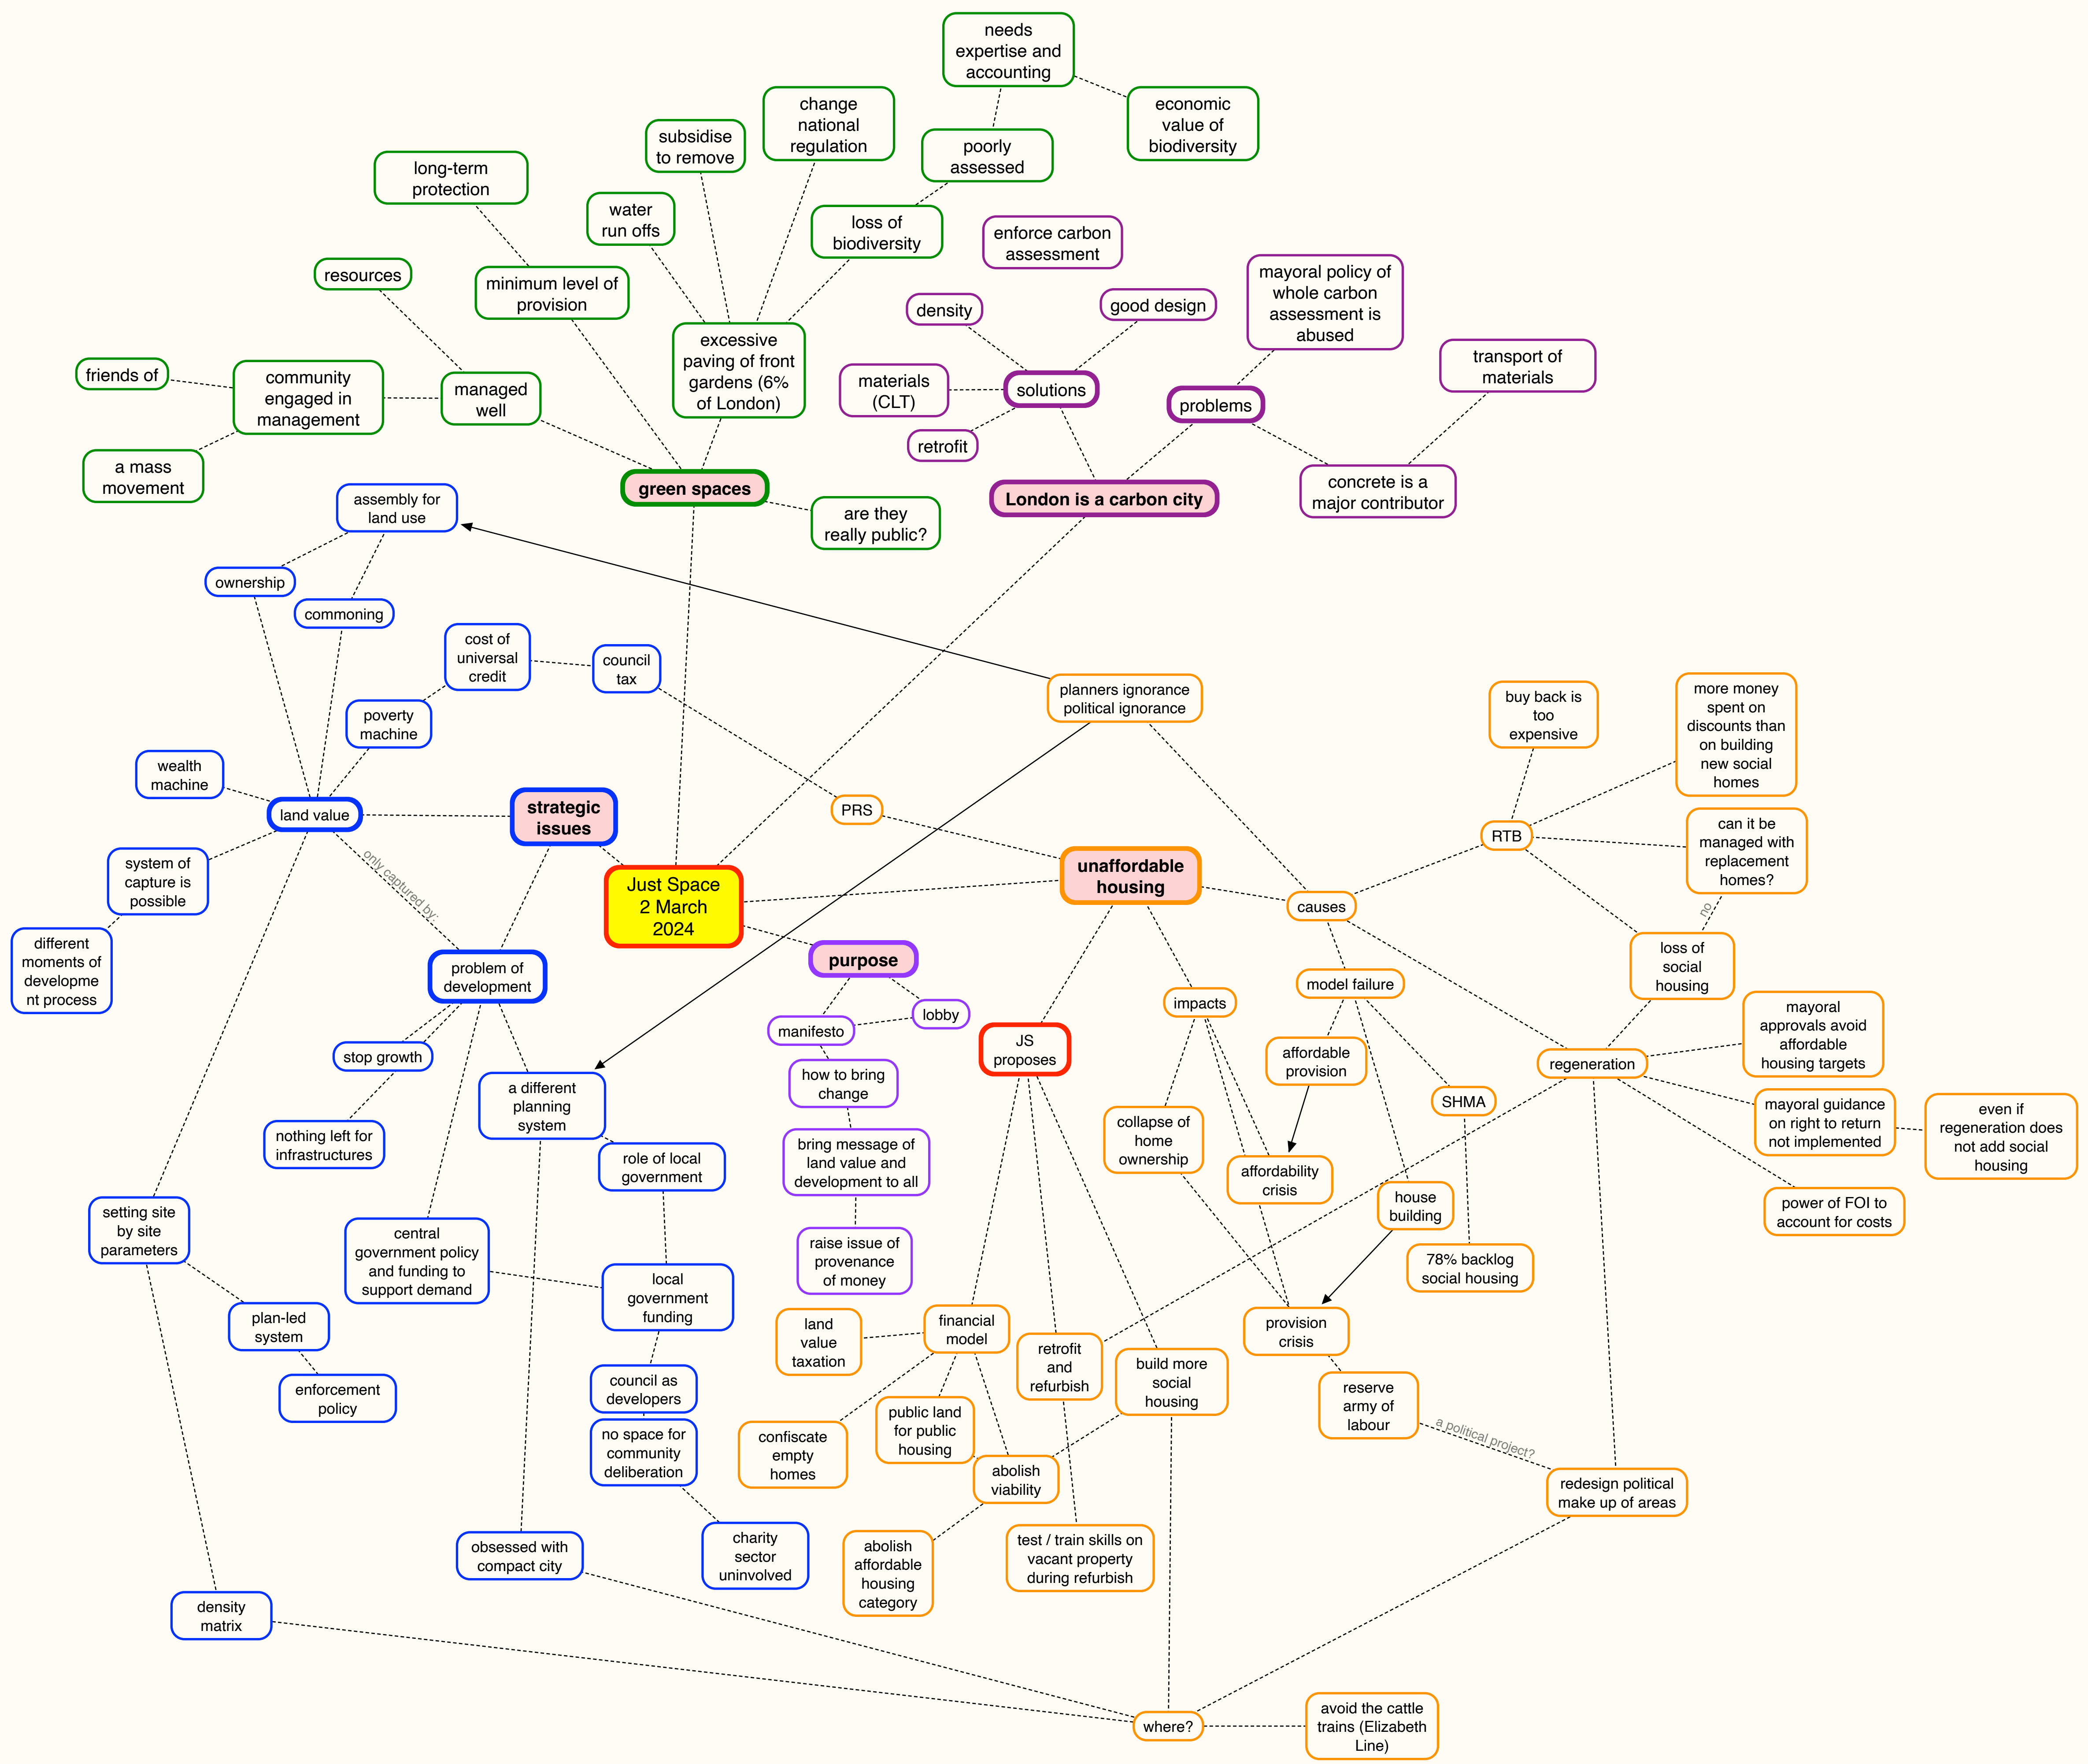 needs
expertise and
accounting
economic
value of
biodiversity
change
national
regulation
subsidise
to remove
poorly
assessed
long-term
protection
water
run offs
loss of
biodiversity
enforce carbon
assessment
resources
minimum level of
provision
mayoral policy of
whole carbon
assessment is
abused
density
good design
excessive
paving of front
gardens (6%
of London)
transport of
materials
friends of
community
engaged in
management
managed
well
materials
(CLT)
solutions
problems
retrofit
a mass
movement
green spaces
London is a carbon city
concrete is a
major contributor
assembly for
land use
are they
really public?
ownership
commoning
cost of
universal
credit
council
tax
planners ignorance
political ignorance
buy back is
too
expensive
more money
spent on
discounts than
on building
new social
homes
poverty
machine
wealth
machine
land value
strategic
issues
PRS
RTB
can it be
managed with
replacement
homes?
system of
capture is
possible
only captured by:
Just Space
2 March
2024
unaffordable
housing
causes
no
different
moments of
developme
nt process
problem of
development
purpose
loss of
social
housing
model failure
impacts
manifesto
lobby
JS
proposes
mayoral
approvals avoid
affordable
housing targets
stop growth
affordable
provision
regeneration
how to bring
change
a different
planning
system
SHMA
mayoral guidance
on right to return
not implemented
even if
regeneration does
not add social
housing
nothing left for
infrastructures
role of local
government
bring message of
land value and
development to all
collapse of
home
ownership
affordability
crisis
house
building
power of FOI to
account for costs
setting site
by site
parameters
central
government policy
and funding to
support demand
raise issue of
provenance
of money
78% backlog
social housing
local
government
funding
plan-led
system
land
value
taxation
financial
model
retrofit
and
refurbish
provision
crisis
build more
social
housing
enforcement
policy
council as
developers
reserve
army of
labour
a political project?
public land
for public
housing
confiscate
empty
homes
no space for
community
deliberation
abolish
viability
redesign political
make up of areas
obsessed with
compact city
charity
sector
uninvolved
abolish
affordable
housing
category
test / train skills on
vacant property
during refurbish
density
matrix
where?
avoid the cattle
trains (Elizabeth
Line)